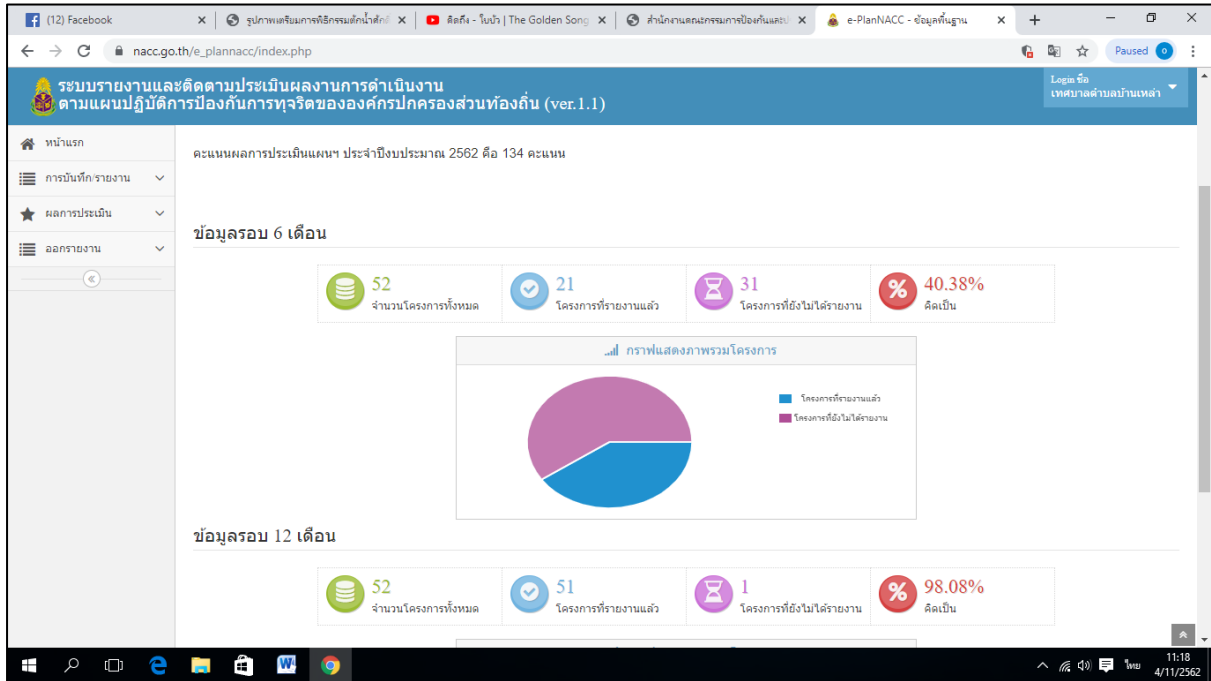 (12) Facebook
รูปภาพเตรียมการพิธีกรรมตักน้ำศักดิ์
คิดถึง - ใบบัว | The Golden Song
สำนักงานคณะกรรมการป้องกันและป
e-PlanNACC - ข้อมูลพื้นฐาน
nacc.go.th/e_plannacc/index.php
Paused
ระบบรายงานและติดตามประเมินผลงานการดำเนินงาน
ตามแผนปฏิบัติการป้องกันการทุจริตขององค์กรปกครองส่วนท้องถิ่น (ver.1.1)
Login ชื่อ
เทศบาลตำบลบ้านเหล่า
หน้าแรก
การบันทึก/รายงาน
ผลการประเมิน
ออกรายงาน
คะแนนผลการประเมินแผนฯ ประจำปีงบประมาณ 2562 คือ 134 คะแนน
ข้อมูลรอบ 6 เดือน
52
จำนวนโครงการทั้งหมด
21
โครงการที่รายงานแล้ว
31
โครงการที่ยังไม่ได้รายงาน
40.38%
คิดเป็น
กราฟแสดงภาพรวมโครงการ
โครงการที่รายงานแล้ว
โครงการที่ยังไม่ได้รายงาน
ข้อมูลรอบ 12 เดือน
52
จำนวนโครงการทั้งหมด
51
โครงการที่รายงานแล้ว
1
โครงการที่ยังไม่ได้รายงาน
98.08%
คิดเป็น
ไทย
11:18
4/11/2562